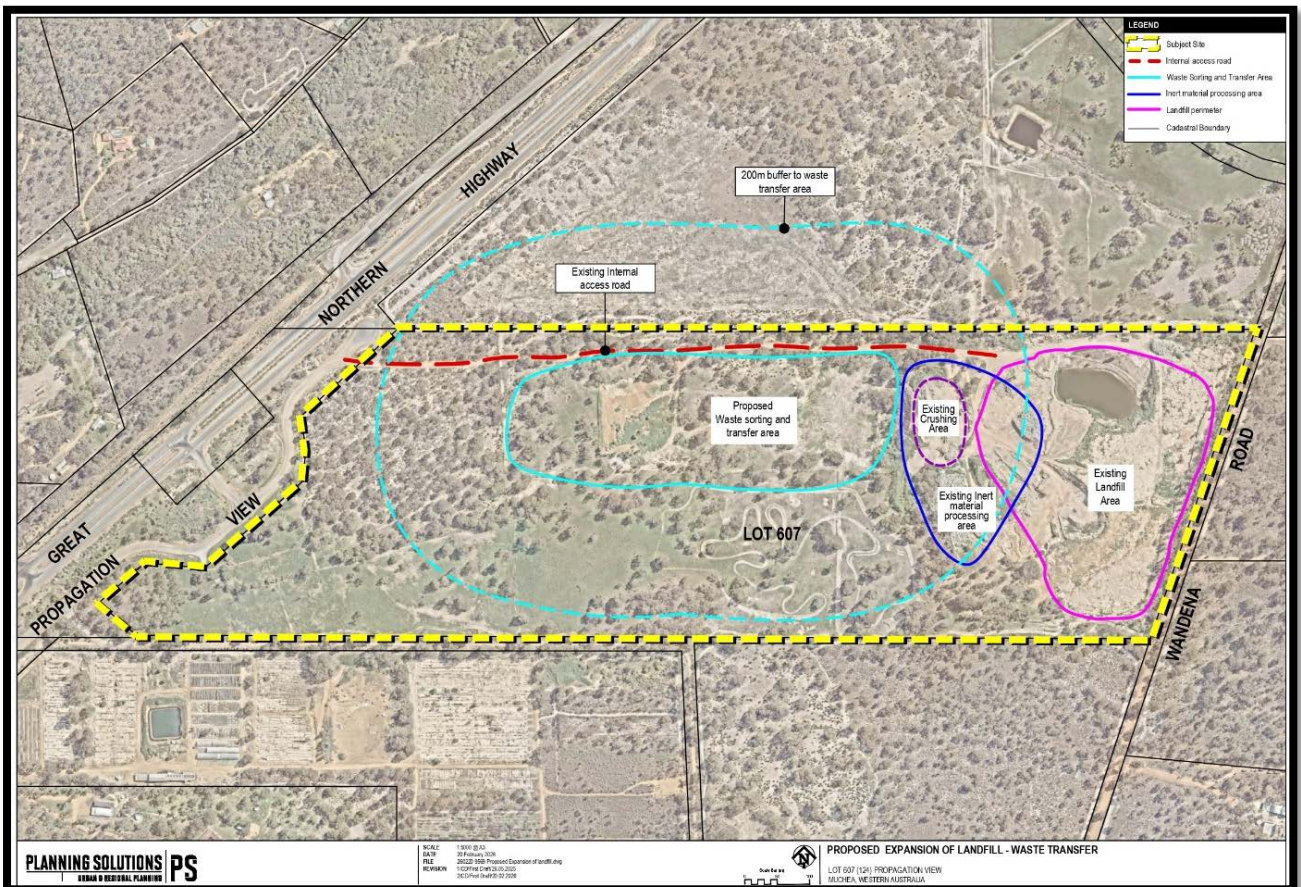 LEGEND
Subject Site
Internal access road
Waste Sorting and Transfer Area
Inert material processing area
Landfill perimeter
Cadastral Boundary
HIGHWAY
NORTHERN
GREAT
200m buffer to waste
transfer area
Existing Internal
access road
Proposed
Waste sorting and
transfer area
Existing
Crushing
Area
Existing Inert
material
processing
area
Existing
Landfill
Area
LOT 607
VIEW
PROPAGATION
ROAD
WANDENA
PLANNING SOLUTIONS PS
URBAN & REGIONAL PLANNING
SCALE
DATE 20 February 2026
FILE
REVISION
N
PROPOSED EXPANSION OF LANDFILL - WASTE TRANSFER
LOT 607 (124) PROPAGATION VIEW
MUCHEA, WESTERN AUSTRALIA